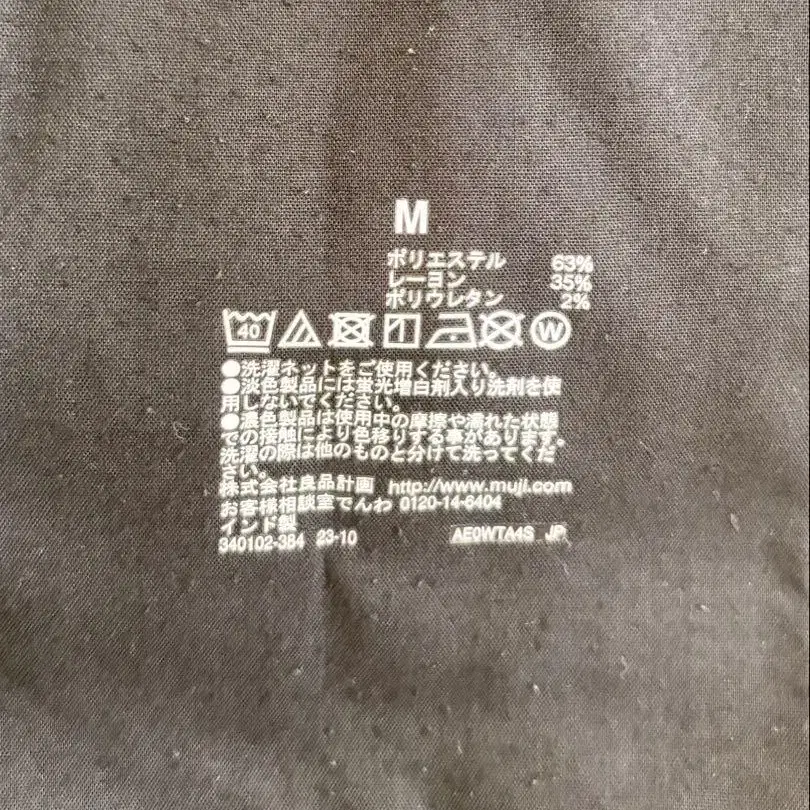 M
ポリエステル 63%
レーヨン 35%
ポリウレタン 2%
40 W
●洗濯ネットをご使用ください。
●淡色製品には蛍光増白剤入り洗剤を使
用しないでください。
●濃色製品は使用中の摩擦や濡れた状態
での接触により色移りする事があります。
洗濯の際は他のものと分けて洗ってくだ
さい。
株式会社良品計画 http://www.muji.com
お客様相談室でんわ 0120-14-6404
インド製
340102-384 23-10 AE0WTA4S JP